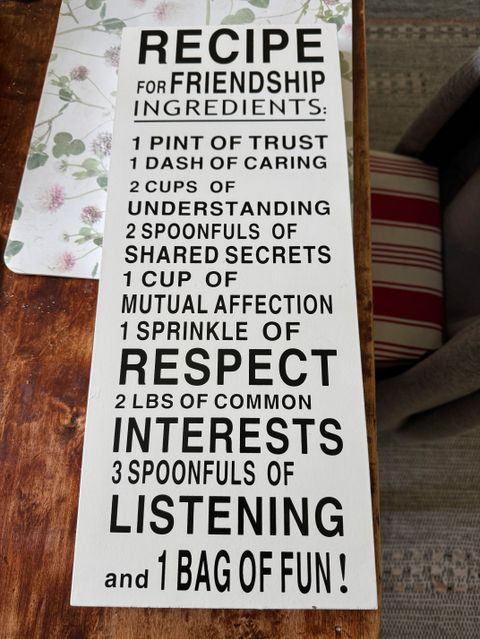 RECIPE
FOR FRIENDSHIP
INGREDIENTS:
1 PINT OF TRUST
1 DASH OF CARING
2 CUPS OF
UNDERSTANDING
2 SPOONFULS OF
SHARED SECRETS
1 CUP OF
MUTUAL AFFECTION
1 SPRINKLE OF
RESPECT
2 LBS OF COMMON
INTERESTS
3 SPOONFULS OF
LISTENING
and 1 BAG OF FUN!